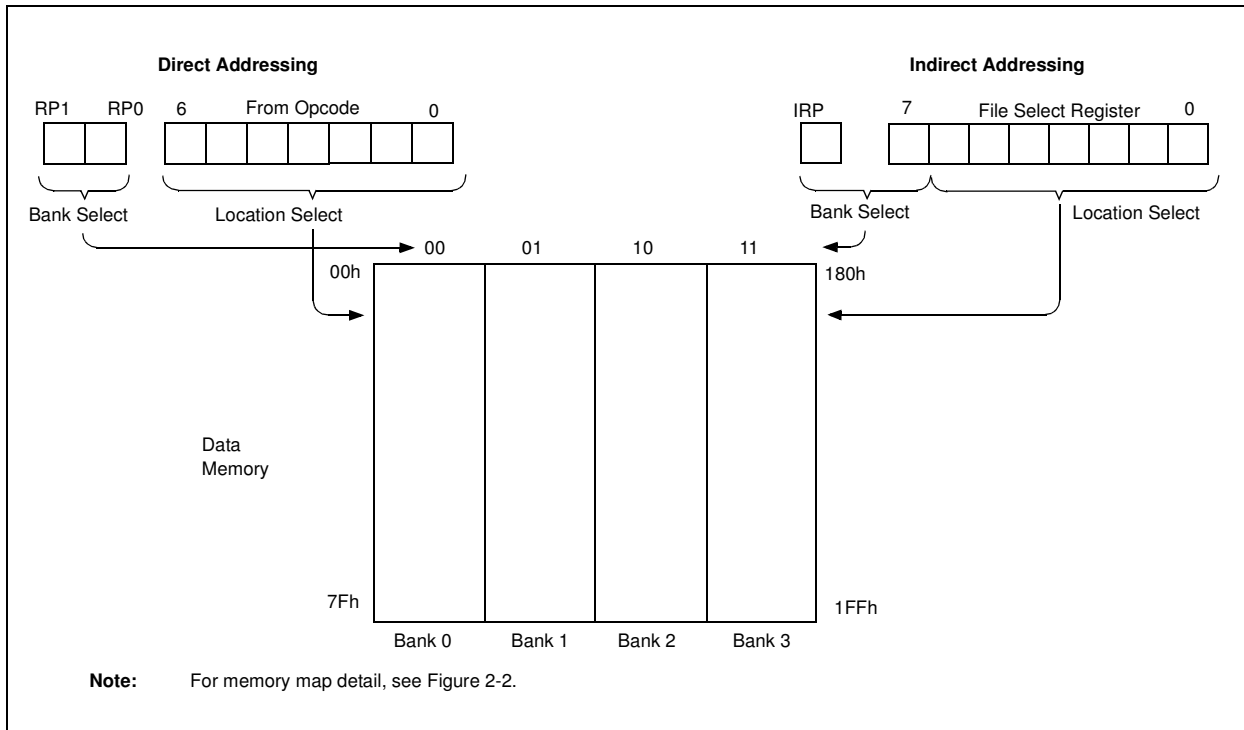 Direct Addressing
Indirect Addressing
RP1 RP0 6 From Opcode 0
IRP 7 File Select Register 0
Bank Select Location Select
Bank Select Location Select
00 01 10 11
00h 180h
Data
Memory
7Fh 1FFh
Bank 0 Bank 1 Bank 2 Bank 3
Note: For memory map detail, see Figure 2-2.